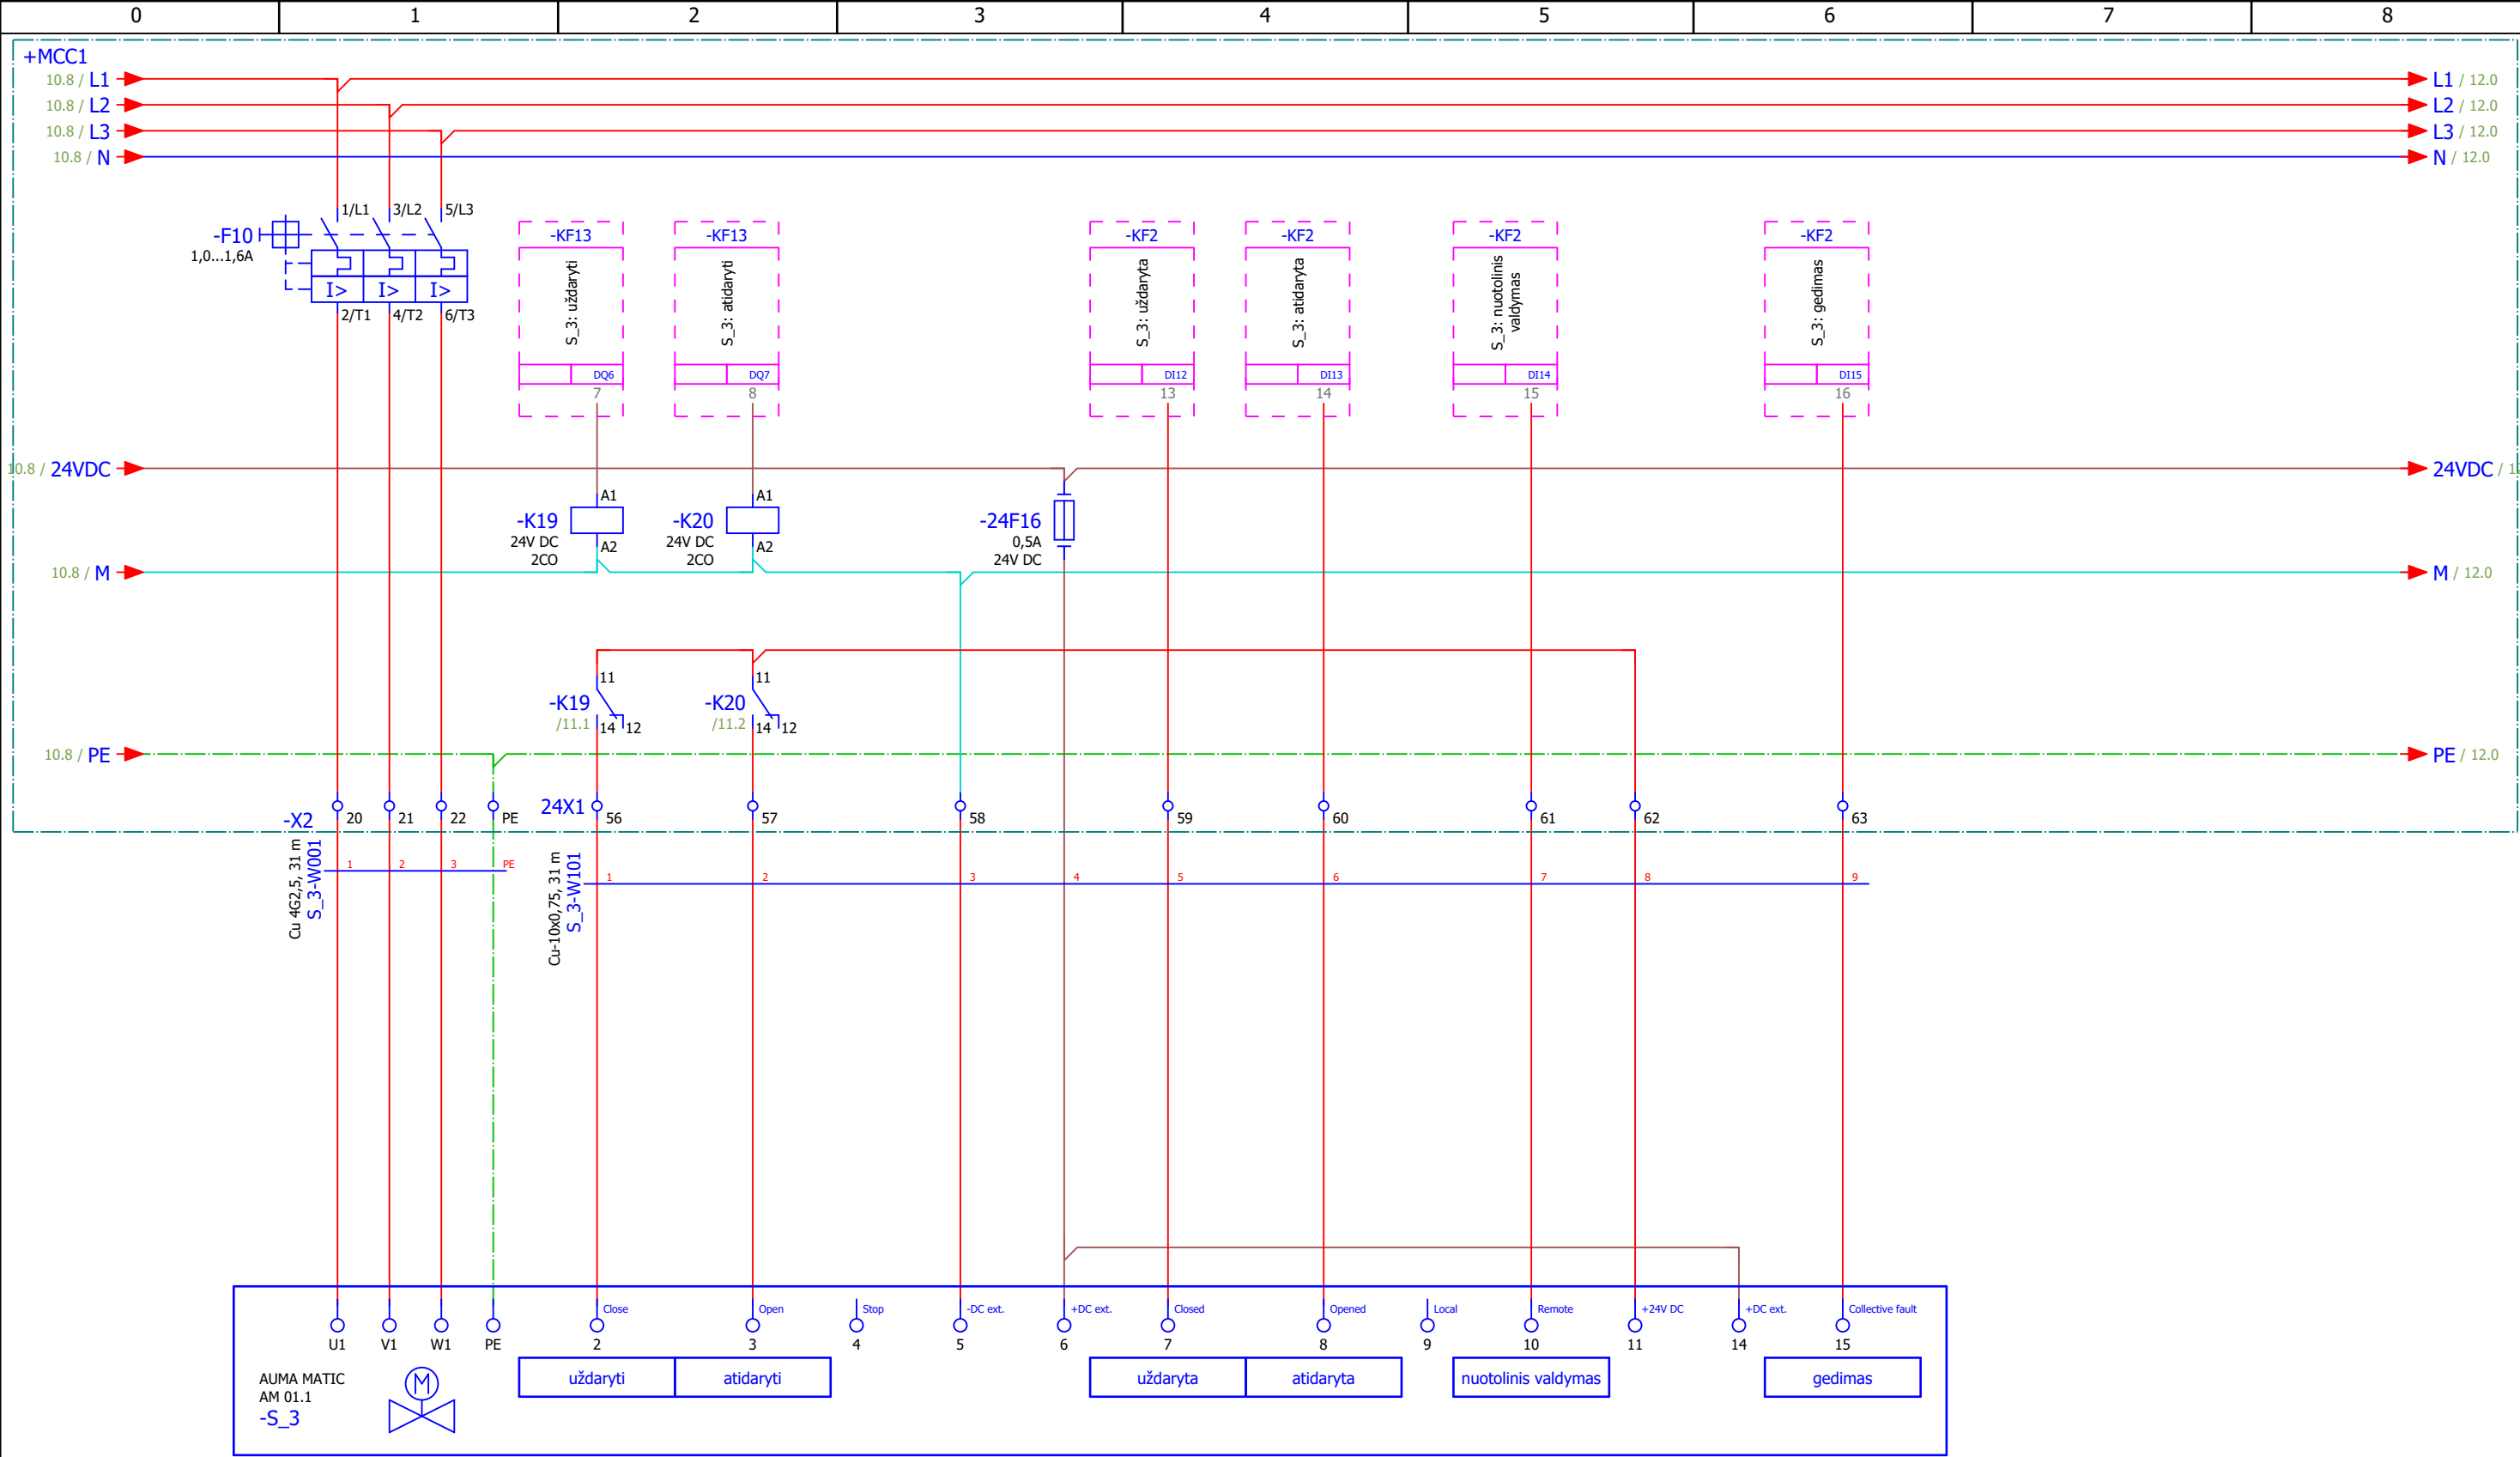 0 1 2 3 4 5 6 7 8
+MCC1
10.8 / L1
L1 / 12.0
10.8 / L2
L2 / 12.0
10.8 / L3
L3 / 12.0
10.8 / N
N / 12.0
1/L1 3/L2 5/L3
-F10
1,0...1,6A
I> I> I>
2/T1 4/T2 6/T3
-KF13
S_3: uždaryti
DQ6
7
-KF13
S_3: atidaryti
DQ7
8
-KF2
S_3: uždaryta
DI12
13
-KF2
S_3: atidaryta
DI13
14
-KF2
S_3: nuotolinis
valdymas
DI14
15
-KF2
S_3: gedimas
DI15
16
10.8 / 24VDC
24VDC / 1
A1
-K19
24V DC
2CO
A2
A1
-K20
24V DC
2CO
A2
-24F16
0,5A
24V DC
10.8 / M
M / 12.0
11
-K19
/11.1
14 12
11
-K20
/11.2
14 12
10.8 / PE
PE / 12.0
-X2 20 21 22 PE
24X1 56 57 58 59 60 61 62 63
Cu 4G2,5, 31 m
S_3-W001
1 2 3 PE
Cu-10x0,75, 31 m
S_3-W101
1 2 3 4 5 6 7 8 9
Close Open Stop -DC ext. +DC ext. Closed Opened Local Remote +24V DC +DC ext. Collective fault
U1 V1 W1 PE 2 3 4 5 6 7 8 9 10 11 14 15
AUMA MATIC
AM 01.1
-S_3
M
uždaryti atidaryti uždaryta atidaryta nuotolinis valdymas gedimas